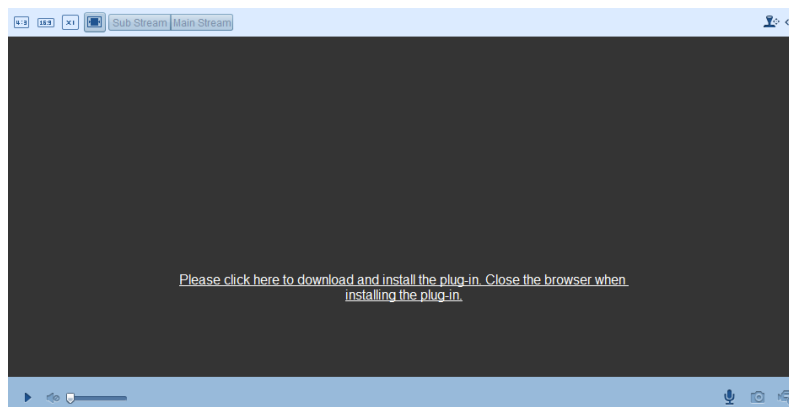 4:3 16:9 X1 Sub Stream Main Stream
Please click here to download and install the plug-in. Close the browser when
installing the plug-in.